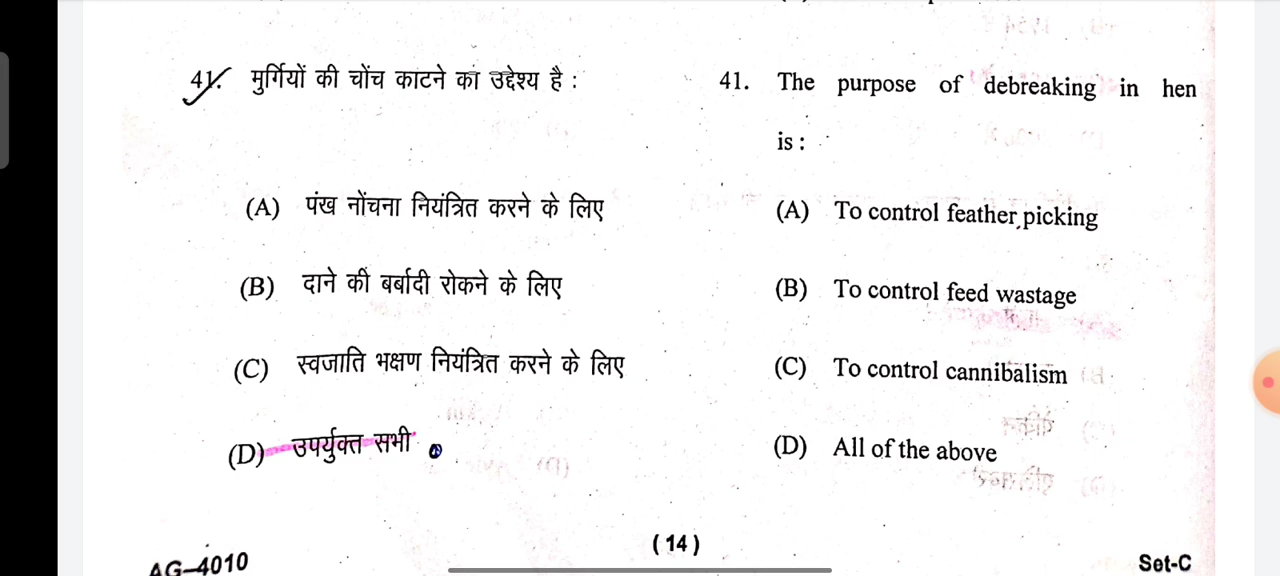 41. मुर्गियों की चोंच काटने का उद्देश्य है :
(A) पंख नोंचना नियंत्रित करने के लिए
(B) दाने की बर्बादी रोकने के लिए
(C) स्वजाति भक्षण नियंत्रित करने के लिए
(D) उपर्युक्त सभी
41. The purpose of debreaking in hen
is :
(A) To control feather picking
(B) To control feed wastage
(C) To control cannibalism
(D) All of the above
AG-4010
(14)
Set-C